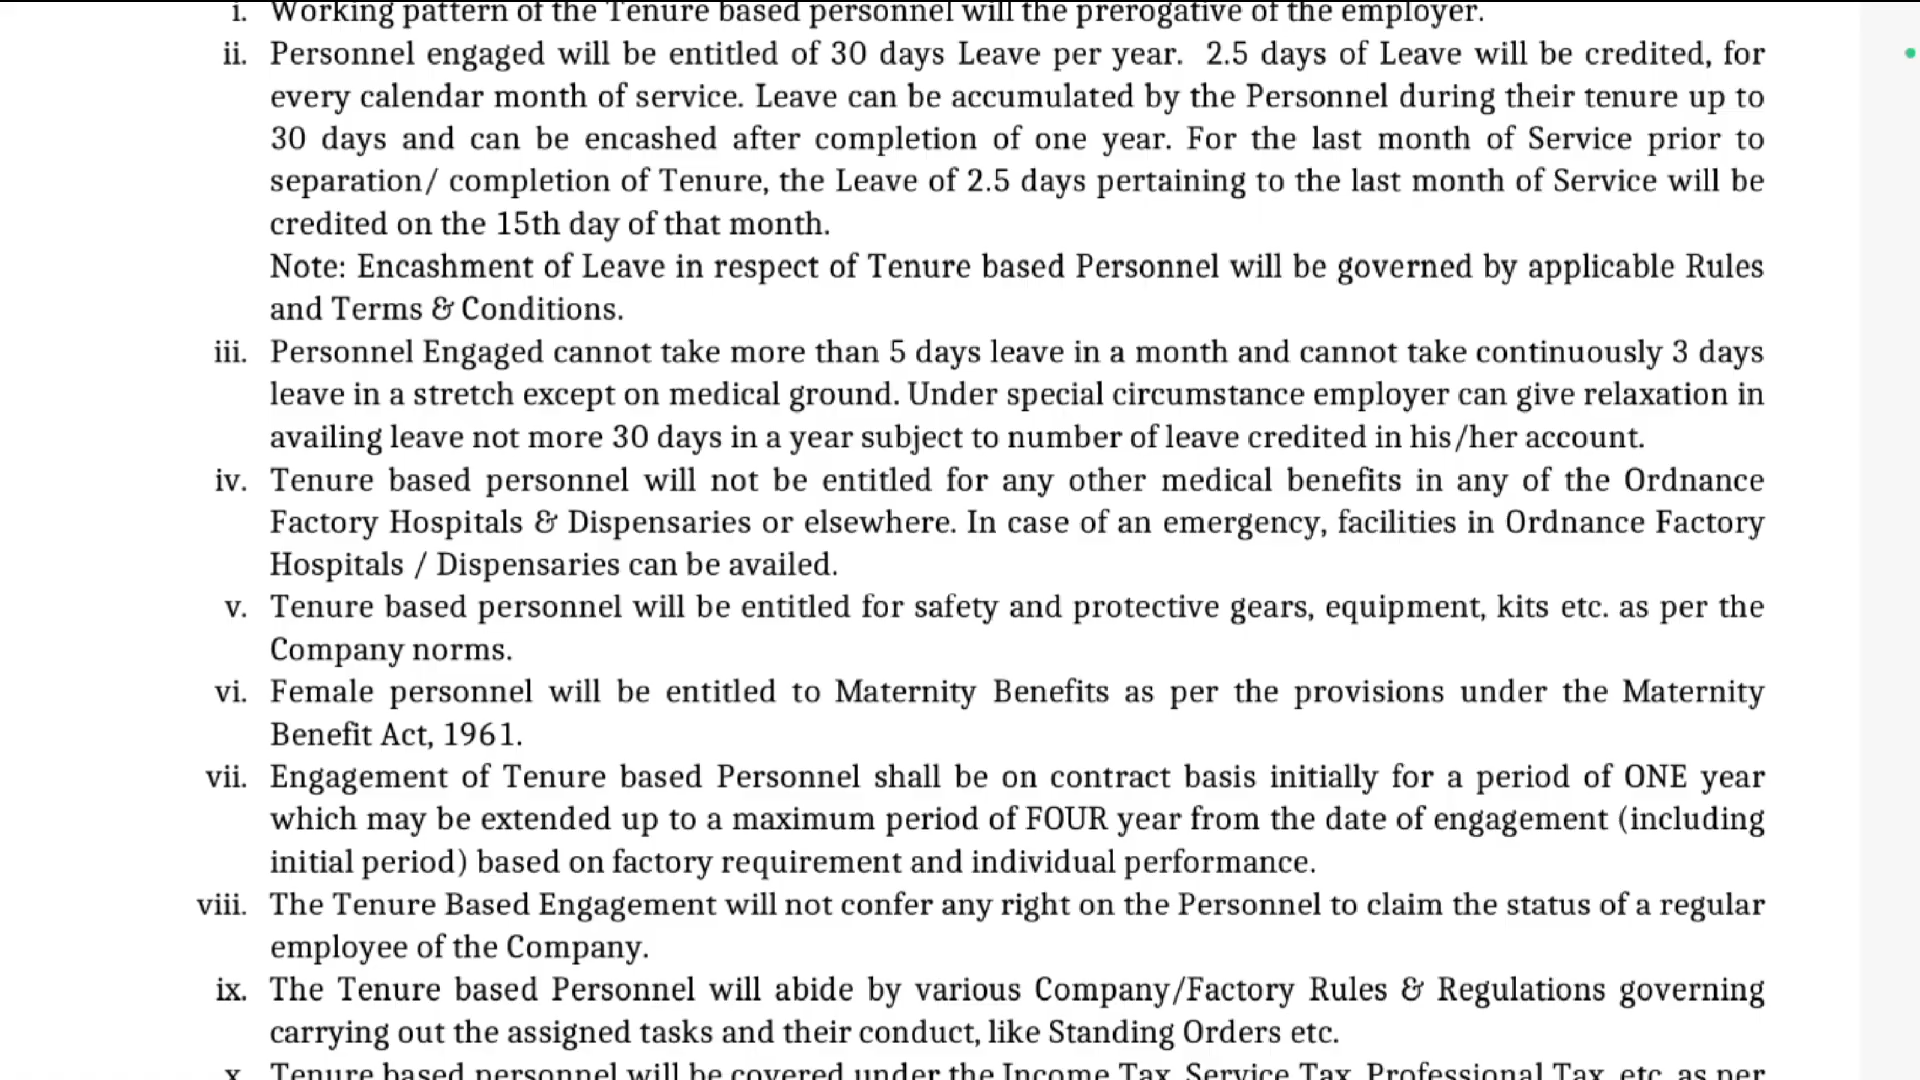 i. Working pattern of the Tenure based personnel will the prerogative of the employer.
ii. Personnel engaged will be entitled of 30 days Leave per year. 2.5 days of Leave will be credited, for
every calendar month of service. Leave can be accumulated by the Personnel during their tenure up to
30 days and can be encashed after completion of one year. For the last month of Service prior to
separation/ completion of Tenure, the Leave of 2.5 days pertaining to the last month of Service will be
credited on the 15th day of that month.
Note: Encashment of Leave in respect of Tenure based Personnel will be governed by applicable Rules
and Terms & Conditions.
iii. Personnel Engaged cannot take more than 5 days leave in a month and cannot take continuously 3 days
leave in a stretch except on medical ground. Under special circumstance employer can give relaxation in
availing leave not more 30 days in a year subject to number of leave credited in his/her account.
iv. Tenure based personnel will not be entitled for any other medical benefits in any of the Ordnance
Factory Hospitals & Dispensaries or elsewhere. In case of an emergency, facilities in Ordnance Factory
Hospitals / Dispensaries can be availed.
v. Tenure based personnel will be entitled for safety and protective gears, equipment, kits etc. as per the
Company norms.
vi. Female personnel will be entitled to Maternity Benefits as per the provisions under the Maternity
Benefit Act, 1961.
vii. Engagement of Tenure based Personnel shall be on contract basis initially for a period of ONE year
which may be extended up to a maximum period of FOUR year from the date of engagement (including
initial period) based on factory requirement and individual performance.
viii. The Tenure Based Engagement will not confer any right on the Personnel to claim the status of a regular
employee of the Company.
ix. The Tenure based Personnel will abide by various Company/Factory Rules & Regulations governing
carrying out the assigned tasks and their conduct, like Standing Orders etc.
x. Tenure based personnel will be covered under the Income Tax, Service Tax, Professional Tax, etc. as per